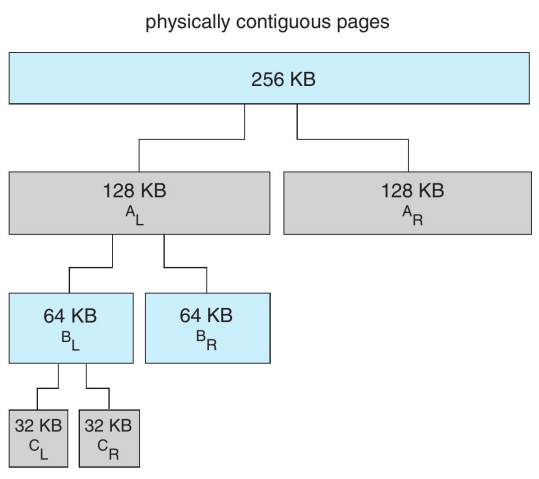 physically contiguous pages
256 KB
128 KB
A_L
128 KB
A_R
64 KB
B_L
64 KB
B_R
32 KB
C_L
32 KB
C_R